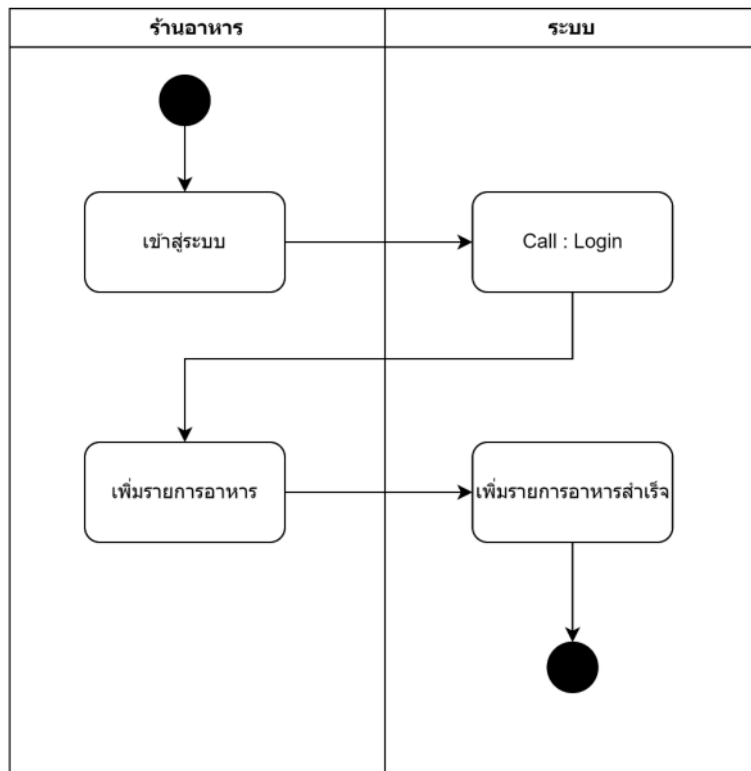 ร้านอาหาร
ระบบ
เข้าสู่ระบบ
Call : Login
เพิ่มรายการอาหาร
เพิ่มรายการอาหารสำเร็จ